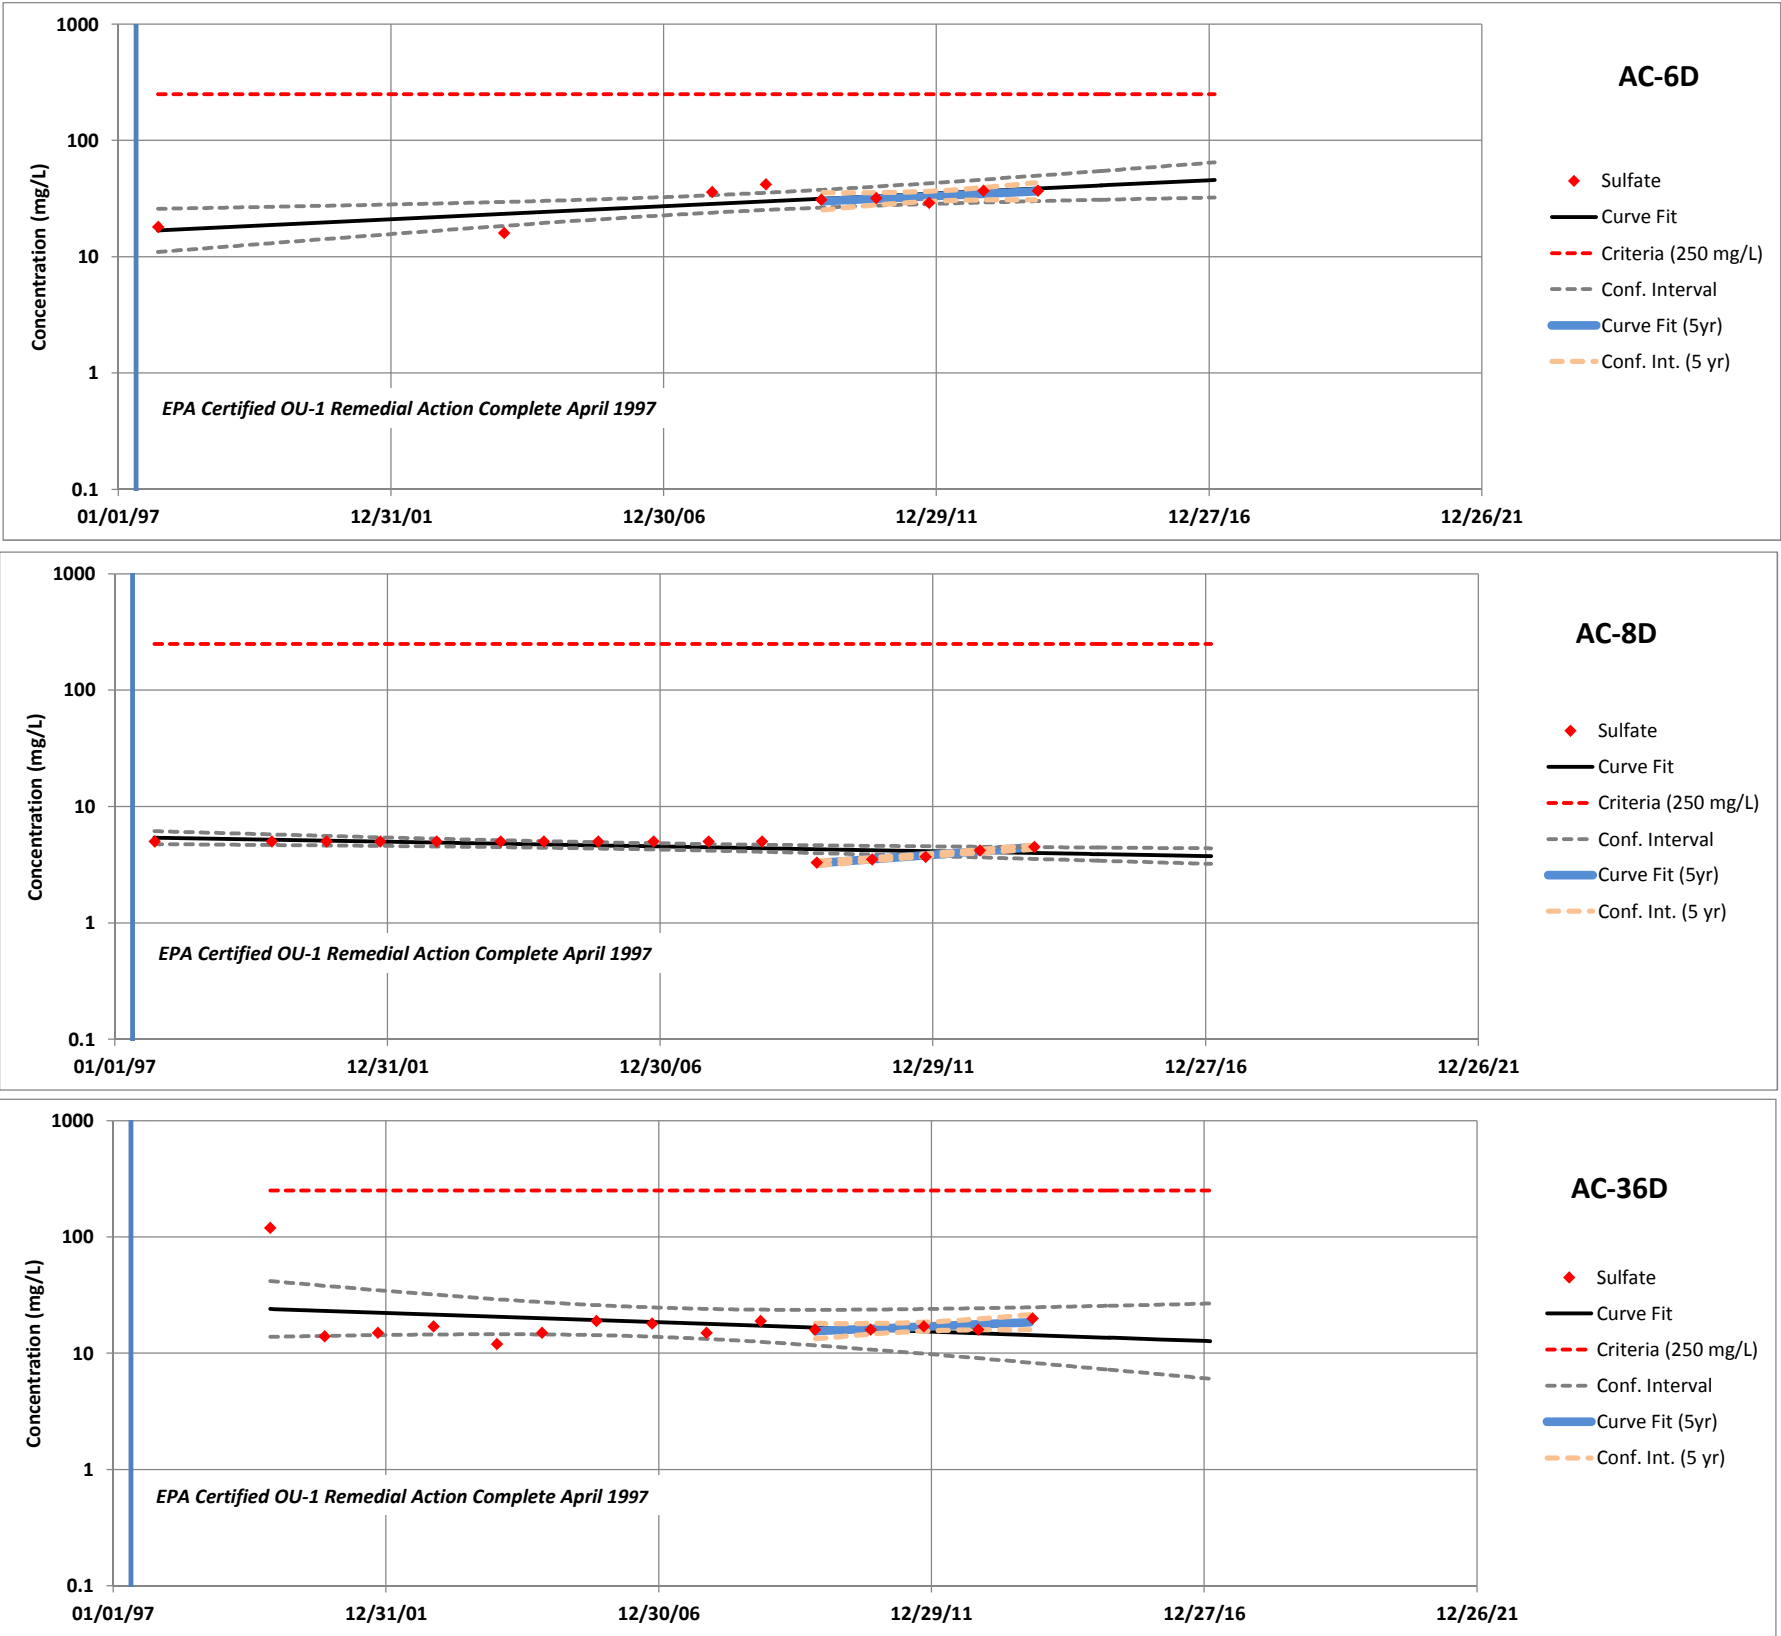 AC-6D
Concentration (mg/L)
1000
100
10
1
0.1
EPA Certified OU-1 Remedial Action Complete April 1997
01/01/97 12/31/01 12/30/06 12/29/11 12/27/16 12/26/21
Sulfate
Curve Fit
Criteria (250 mg/L)
Conf. Interval
Curve Fit (5yr)
Conf. Int. (5 yr)
AC-8D
Concentration (mg/L)
1000
100
10
1
0.1
EPA Certified OU-1 Remedial Action Complete April 1997
01/01/97 12/31/01 12/30/06 12/29/11 12/27/16 12/26/21
Sulfate
Curve Fit
Criteria (250 mg/L)
Conf. Interval
Curve Fit (5yr)
Conf. Int. (5 yr)
AC-36D
Concentration (mg/L)
1000
100
10
1
0.1
EPA Certified OU-1 Remedial Action Complete April 1997
01/01/97 12/31/01 12/30/06 12/29/11 12/27/16 12/26/21
Sulfate
Curve Fit
Criteria (250 mg/L)
Conf. Interval
Curve Fit (5yr)
Conf. Int. (5 yr)